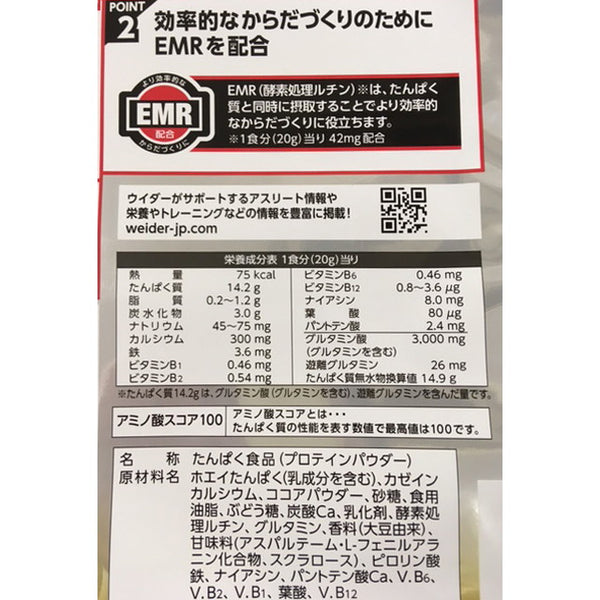 POINT
2
効率的なからだづくりのために
EMRを配合
より効率的な
EMR
配合
からだづくりに
EMR(酵素処理ルチン)※は、たんぱく
質と同時に摂取することでより効率的
なからだづくりに役立ちます。
※1食分(20g)当り 42mg配合
ウイダーがサポートするアスリート情報や
栄養やトレーニングなどの情報を豊富に掲載!
weider-jp.com
栄養成分表 1食分(20g)当り
熱量 75 kcal
たんぱく質 14.2 g
脂質 0.2〜1.2 g
炭水化物 3.0 g
ナトリウム 45〜75 mg
カルシウム 300 mg
鉄 3.6 mg
ビタミンB1 0.46 mg
ビタミンB2 0.54 mg
ビタミンB6 0.46 mg
ビタミンB12 0.8〜3.6 μg
ナイアシン 8.0 mg
葉酸 80 μg
パントテン酸 2.4 mg
グルタミン酸 3,000 mg
(グルタミンを含む)
遊離グルタミン 26 mg
たんぱく質無水物換算値 14.9 g
※たんぱく質14.2gは、グルタミン酸(グルタミンを含む)、遊離グルタミンを含んだ量です。
アミノ酸スコア100
アミノ酸スコアとは・・・
たんぱく質の性能を表す数値で最高値は100です。
名称 たんぱく食品(プロテインパウダー)
原材料名 ホエイたんぱく(乳成分を含む)、カゼイン
カルシウム、ココアパウダー、砂糖、食用
油脂、ぶどう糖、炭酸Ca、乳化剤、酵素処
理ルチン、グルタミン、香料(大豆由来)、
甘味料(アスパルテーム・L-フェニルアラ
ニン化合物、スクラロース)、ピロリン酸
鉄、ナイアシン、パントテン酸Ca、V.B6、
V.B2、V.B1、葉酸、V.B12